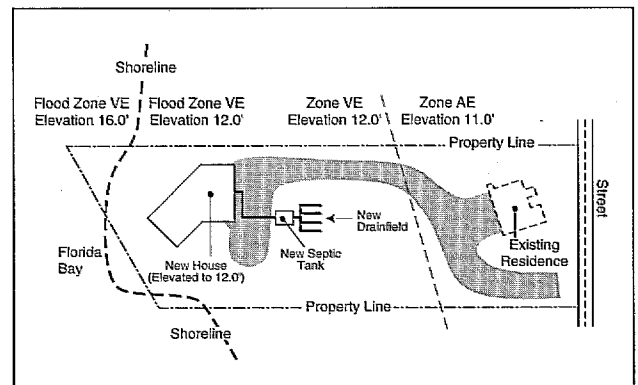 Shoreline
Flood Zone VE
Elevation 16.0'
Flood Zone VE
Elevation 12.0'
Zone VE
Elevation 12.0'
Zone AE
Elevation 11.0'
Property Line
Street
New
Drainfield
New Septic
Tank
Existing
Residence
Florida
Bay
New House
(Elevated to 12.0')
Property Line
Shoreline